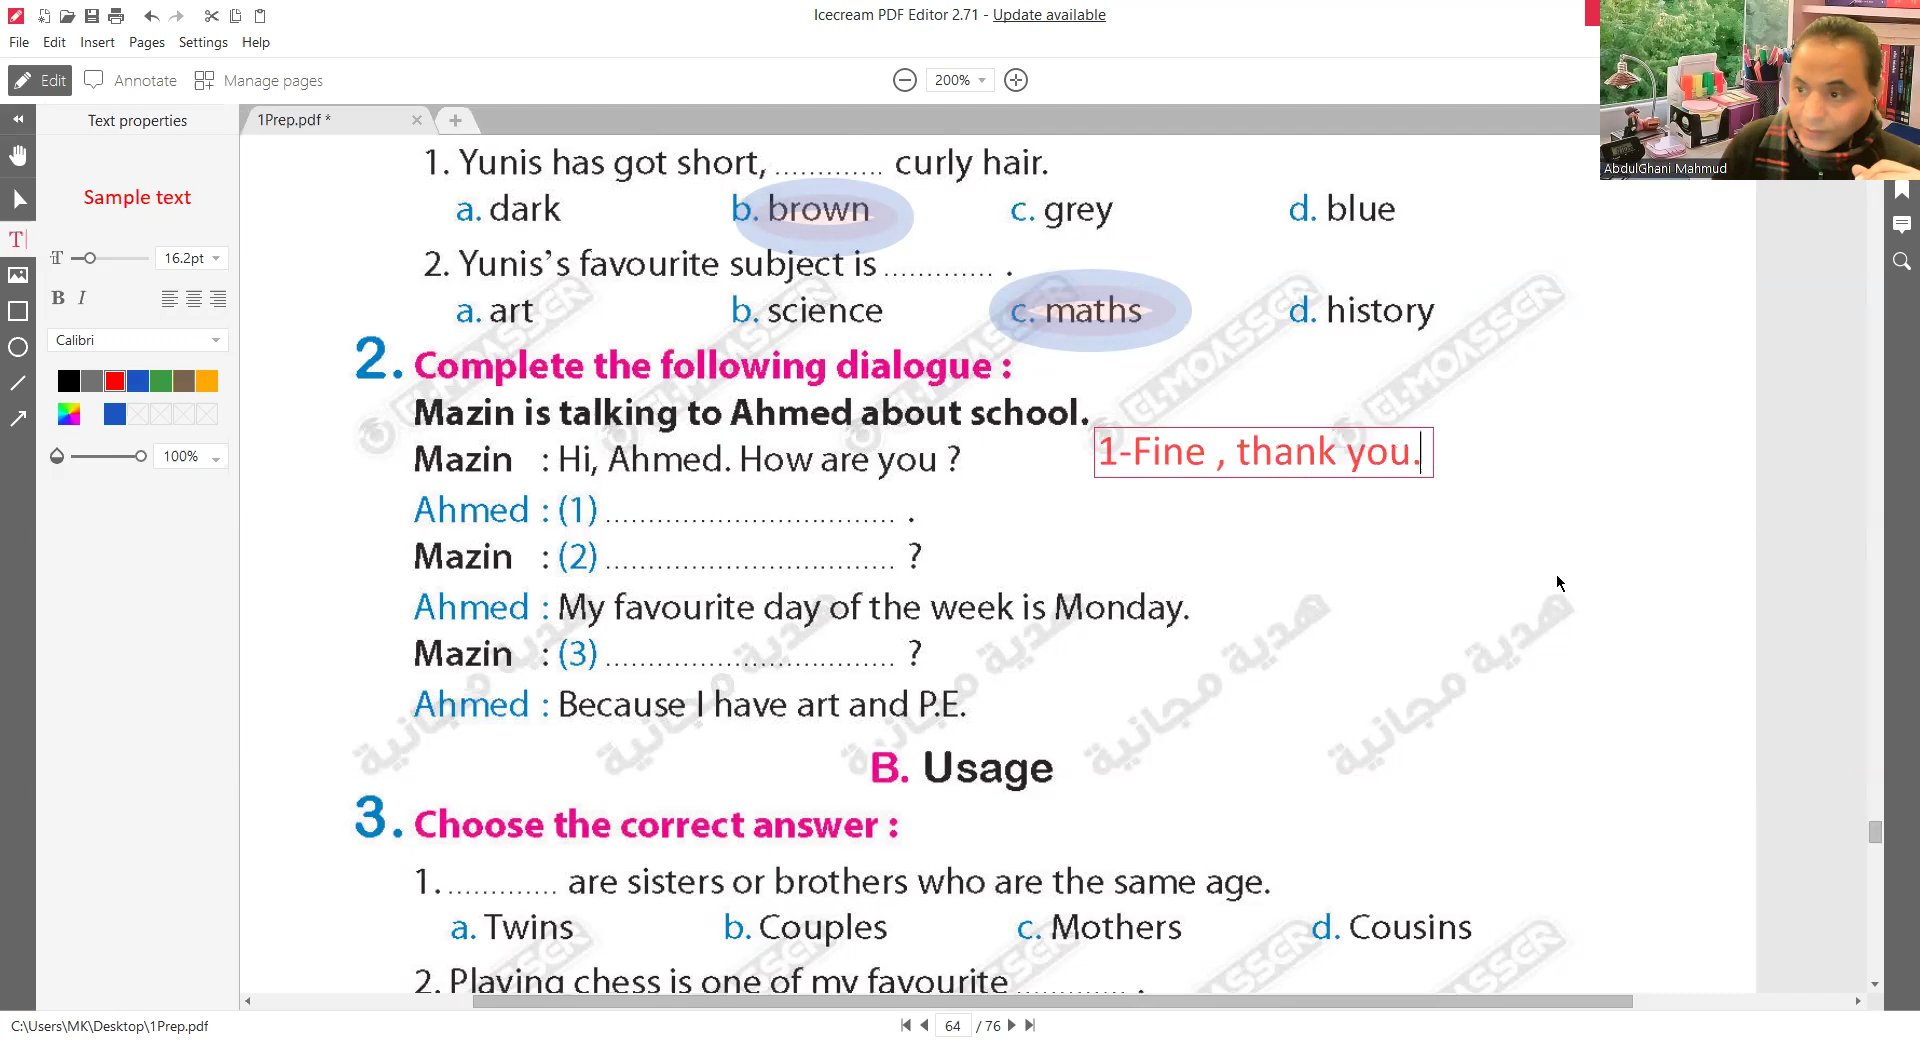 Icecream PDF Editor 2.71 - Update available
File Edit Insert Pages Settings Help
Edit Annotate Manage pages
200%
AbdulGhani Mahmud
Text properties
1Prep.pdf *
Sample text
16.2pt
B I
Calibri
100%
1. Yunis has got short, ............. curly hair.
a. dark b. brown c. grey d. blue
2. Yunis's favourite subject is ............. .
a. art b. science c. maths d. history
2. Complete the following dialogue :
Mazin is talking to Ahmed about school.
Mazin : Hi, Ahmed. How are you ?
1-Fine , thank you.
Ahmed : (1) .................................. .
Mazin : (2) .................................. ?
Ahmed : My favourite day of the week is Monday.
Mazin : (3) .................................. ?
Ahmed : Because I have art and P.E.
B. Usage
3. Choose the correct answer :
1. ............. are sisters or brothers who are the same age.
a. Twins b. Couples c. Mothers d. Cousins
2. Playing chess is one of my favourite ............. .
ELMOASSER
هدية مجانية
C:\Users\MK\Desktop\1Prep.pdf
64 / 76